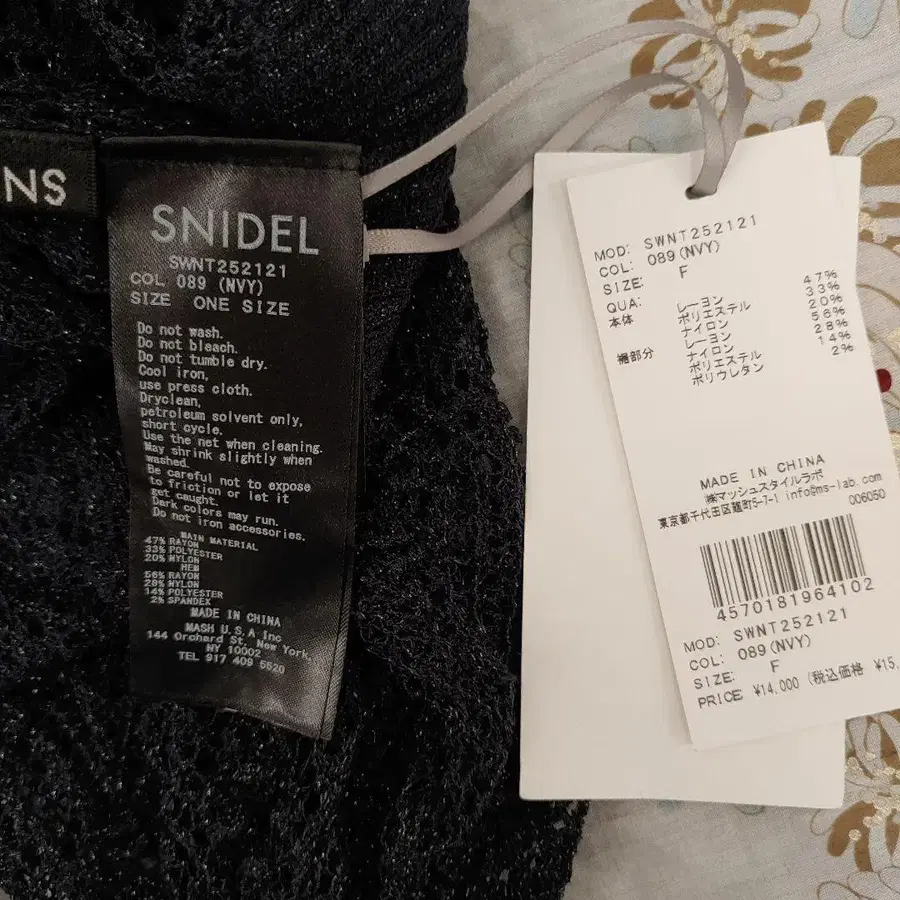 NS
SNIDEL
SWNT252121
COL 089 (NVY)
SIZE ONE SIZE
Do not wash.
Do not bleach.
Do not tumble dry.
Cool iron,
use press cloth.
Dryclean,
petroleum solvent only,
short cycle.
Use the net when cleaning.
May shrink slightly when
washed.
Be careful not to expose
to friction or let it
get caught.
Dark colors may run.
Do not iron accessories.
MAIN MATERIAL
47% RAYON
33% POLYESTER
20% NYLON
HEM
56% RAYON
28% NYLON
14% POLYESTER
2% SPANDEX
MADE IN CHINA
MASH U.S.A Inc
144 Orchard St, New York,
NY 10002
TEL 917 409 5520
MOD: SWNT252121
COL: 089 (NVY)
SIZE: F
QUA:
本体 レーヨン 47%
ポリエステル 33%
ナイロン 20%
裾部分 レーヨン 56%
ナイロン 28%
ポリエステル 14%
ポリウレタン 2%
MADE IN CHINA
㈱マッシュスタイルラボ
東京都千代田区麹町5-7-1 info@ms-lab.com
006050
4570181964102
MOD: SWNT252121
COL: 089 (NVY)
SIZE: F
PRICE: ¥14,000 (税込価格 ¥15,